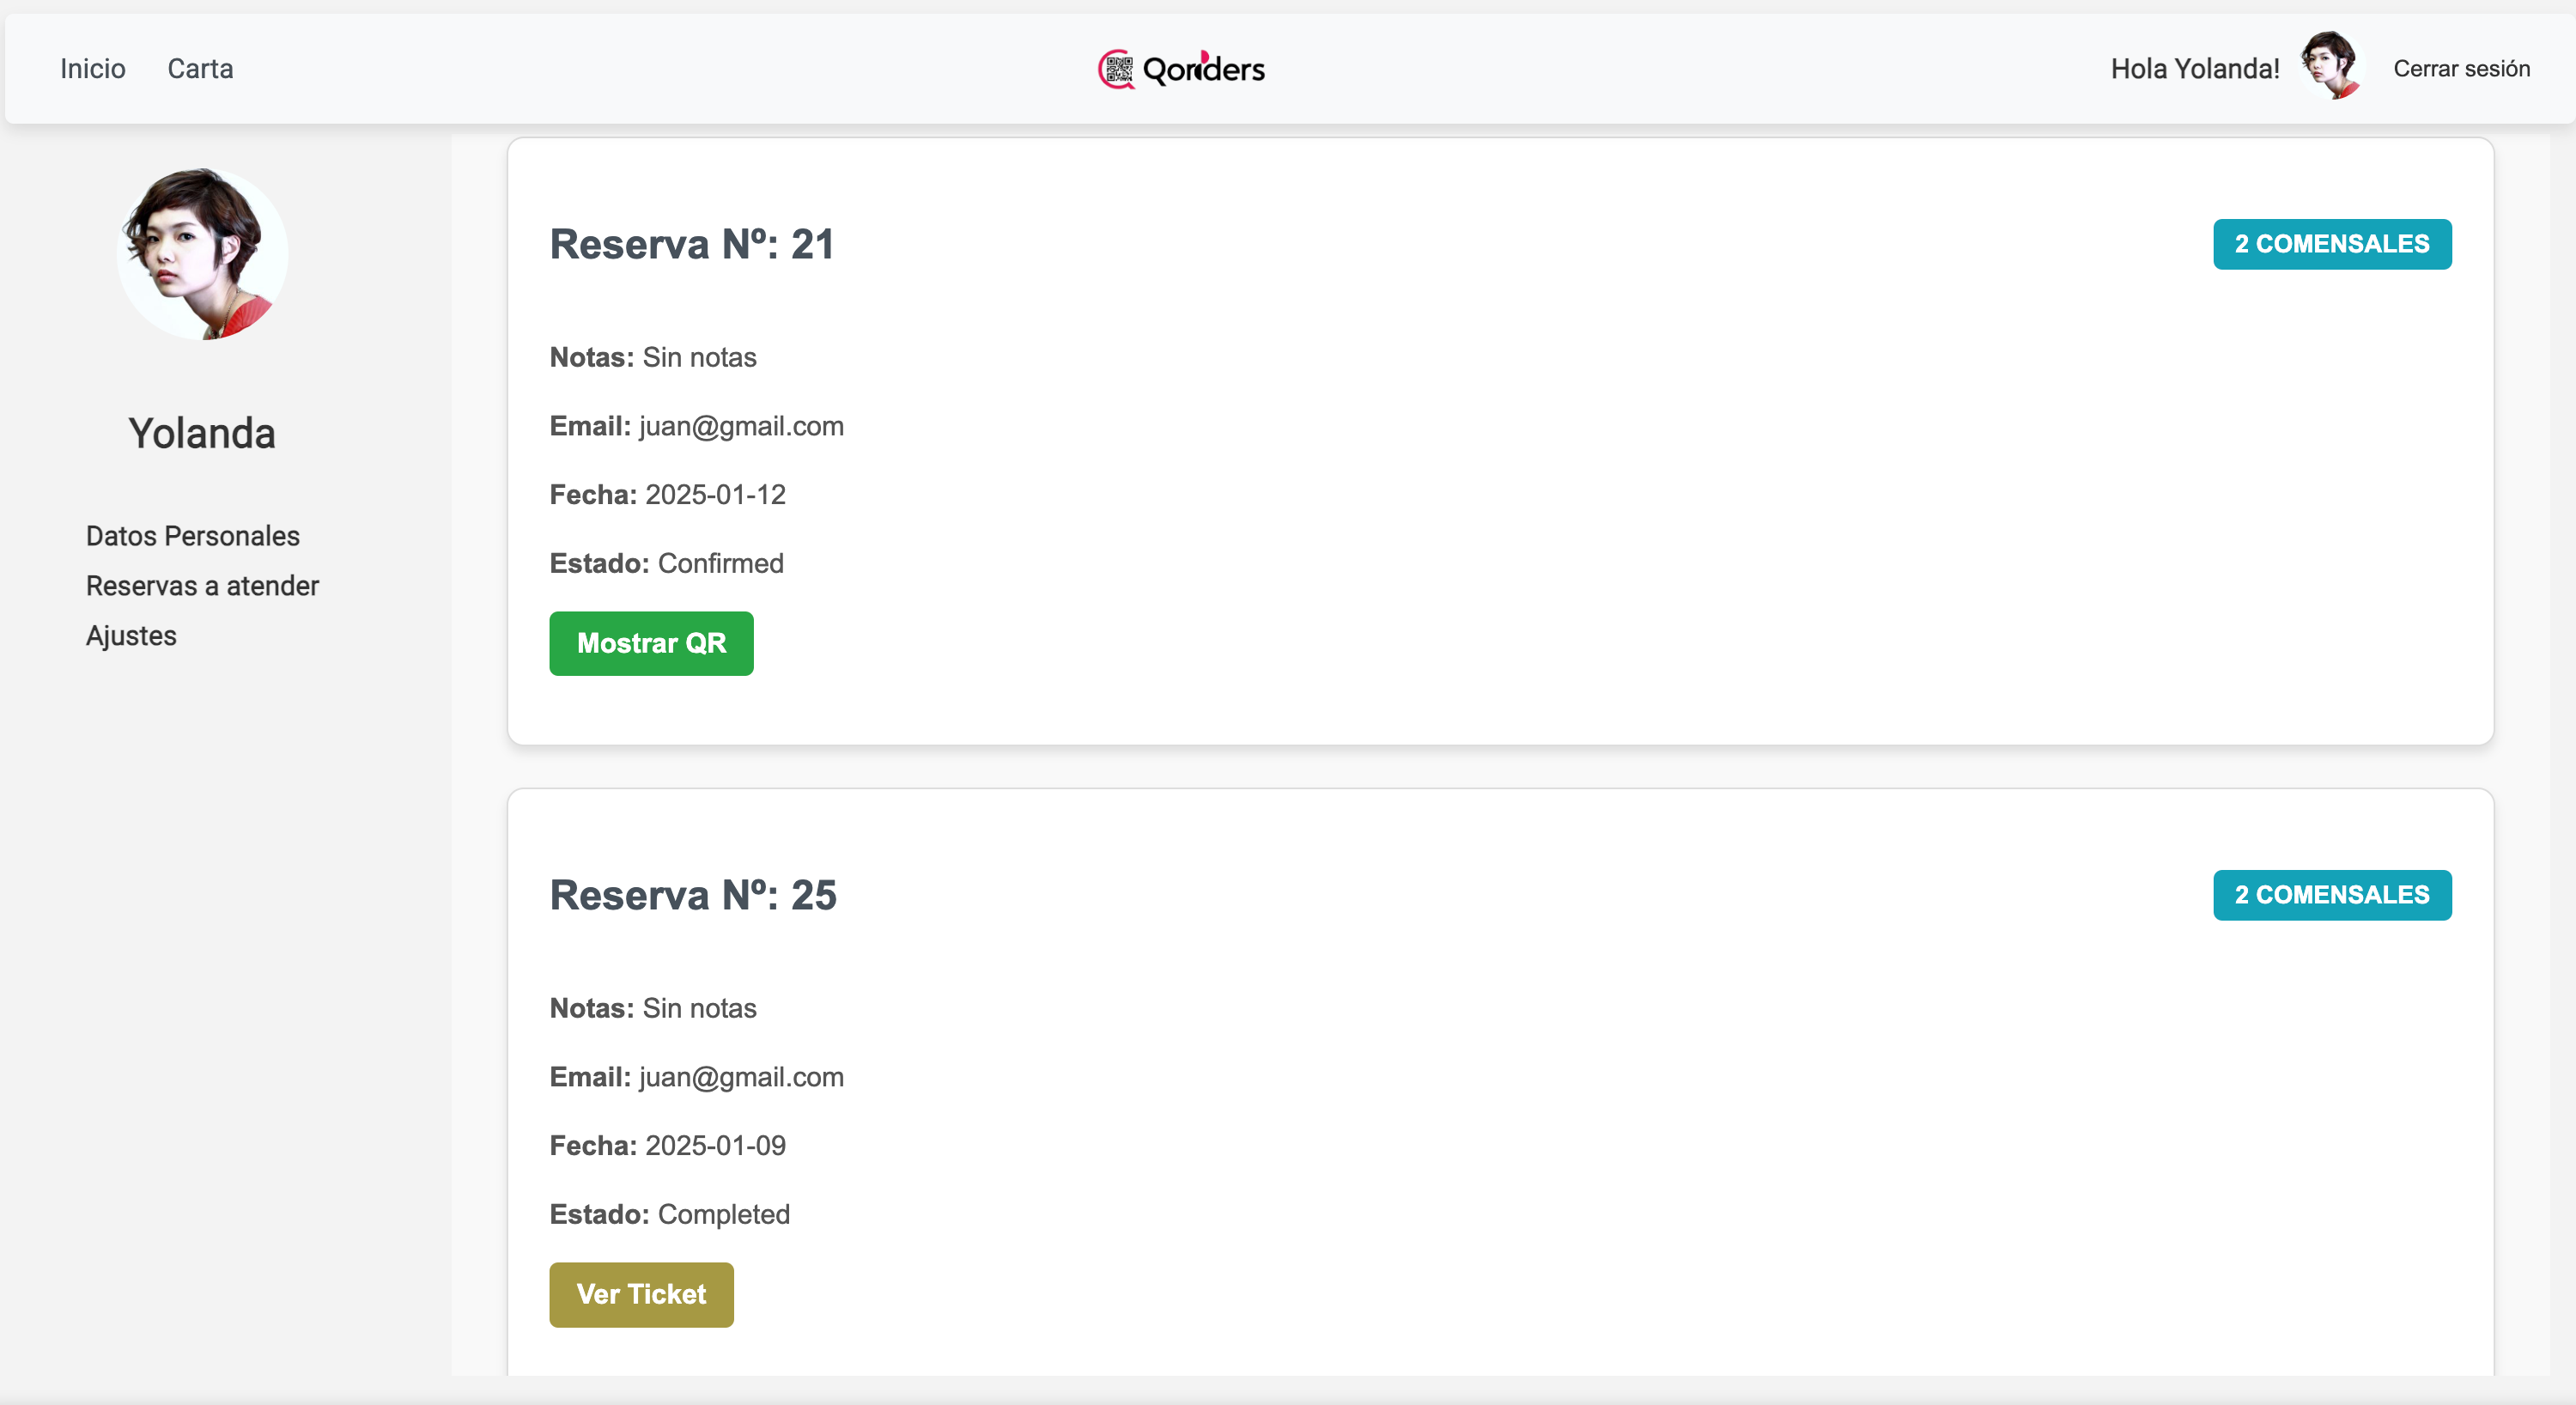 Inicio Carta Qorders Hola Yolanda! Cerrar sesión
Yolanda
Datos Personales
Reservas a atender
Ajustes
Reserva Nº: 21 2 COMENSALES
Notas: Sin notas
Email: juan@gmail.com
Fecha: 2025-01-12
Estado: Confirmed
Mostrar QR
Reserva Nº: 25 2 COMENSALES
Notas: Sin notas
Email: juan@gmail.com
Fecha: 2025-01-09
Estado: Completed
Ver Ticket